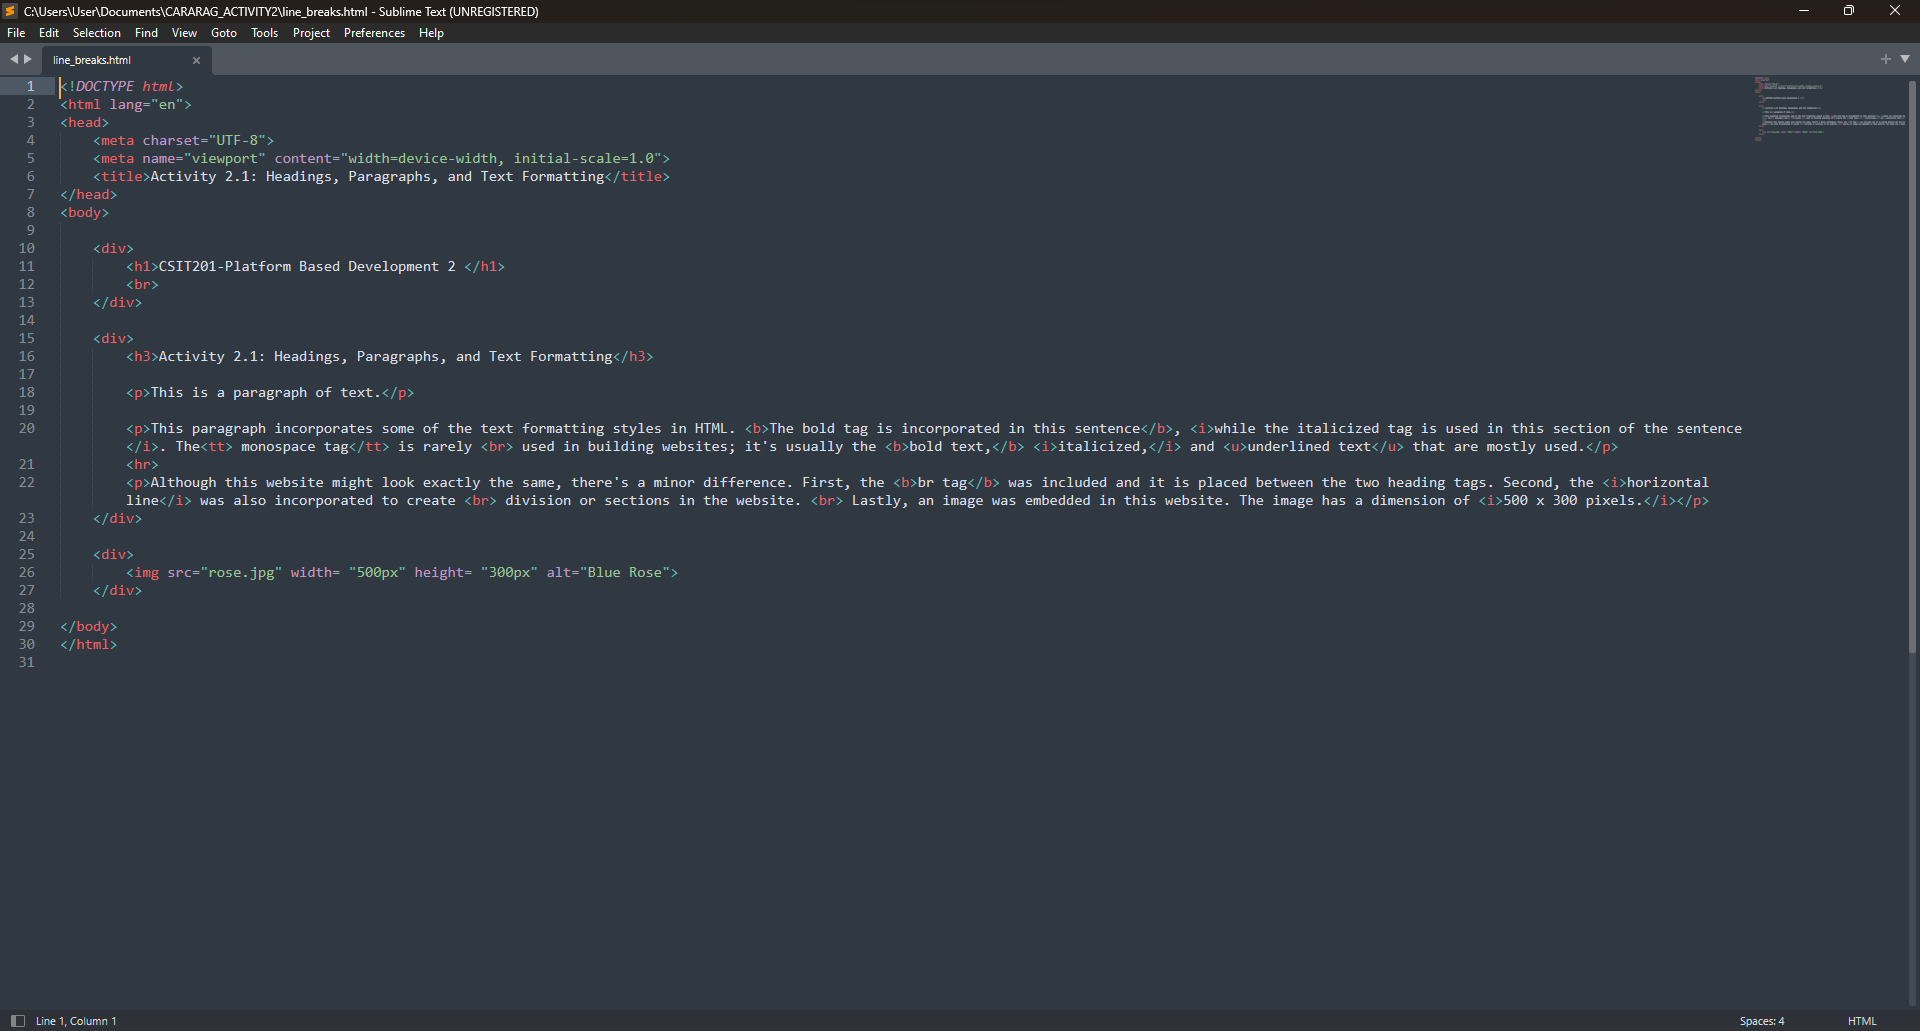 C:\Users\User\Documents\CARARAG_ACTIVITY2\line_breaks.html - Sublime Text (UNREGISTERED)
File Edit Selection Find View Goto Tools Project Preferences Help
line_breaks.html
1 <!DOCTYPE html>
2 <html lang="en">
3 <head>
4     <meta charset="UTF-8">
5     <meta name="viewport" content="width=device-width, initial-scale=1.0">
6     <title>Activity 2.1: Headings, Paragraphs, and Text Formatting</title>
7 </head>
8 <body>
9
10     <div>
11         <h1>CSIT201-Platform Based Development 2 </h1>
12         <br>
13     </div>
14
15     <div>
16         <h3>Activity 2.1: Headings, Paragraphs, and Text Formatting</h3>
17
18         <p>This is a paragraph of text.</p>
19
20         <p>This paragraph incorporates some of the text formatting styles in HTML. <b>The bold tag is incorporated in this sentence</b>, <i>while the italicized tag is used in this section of the sentence
        </i>. The<tt> monospace tag</tt> is rarely <br> used in building websites; it's usually the <b>bold text,</b> <i>italicized,</i> and <u>underlined text</u> that are mostly used.</p>
21         <hr>
22         <p>Although this website might look exactly the same, there's a minor difference. First, the <b>br tag</b> was included and it is placed between the two heading tags. Second, the <i>horizontal
        line</i> was also incorporated to create <br> division or sections in the website. <br> Lastly, an image was embedded in this website. The image has a dimension of <i>500 x 300 pixels.</i></p>
23     </div>
24
25     <div>
26         <img src="rose.jpg" width= "500px" height= "300px" alt="Blue Rose">
27     </div>
28
29 </body>
30 </html>
31
Line 1, Column 1 Spaces: 4 HTML